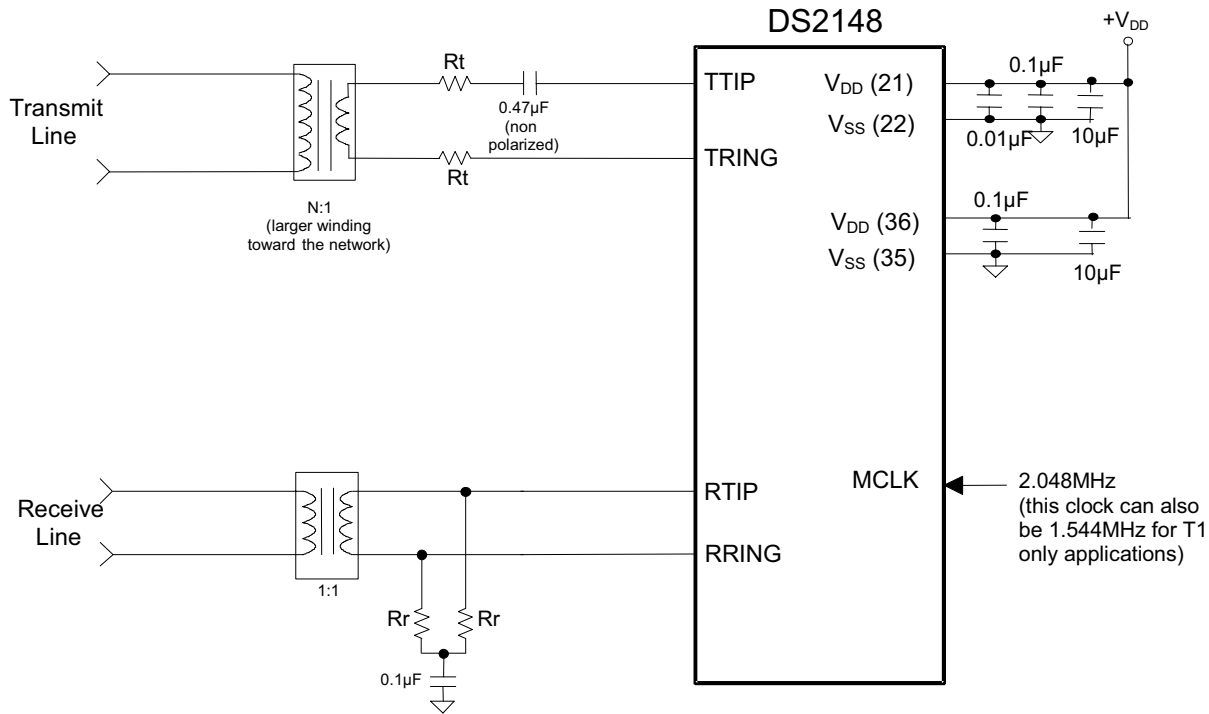 DS2148
+VDD
Transmit
Line
Rt
0.47µF
(non
polarized)
Rt
N:1
(larger winding
toward the network)
TTIP
TRING
VDD (21)
VSS (22)
0.1µF
0.01µF
10µF
VDD (36)
VSS (35)
0.1µF
10µF
Receive
Line
1:1
Rr
Rr
0.1µF
RTIP
RRING
MCLK
2.048MHz
(this clock can also
be 1.544MHz for T1
only applications)